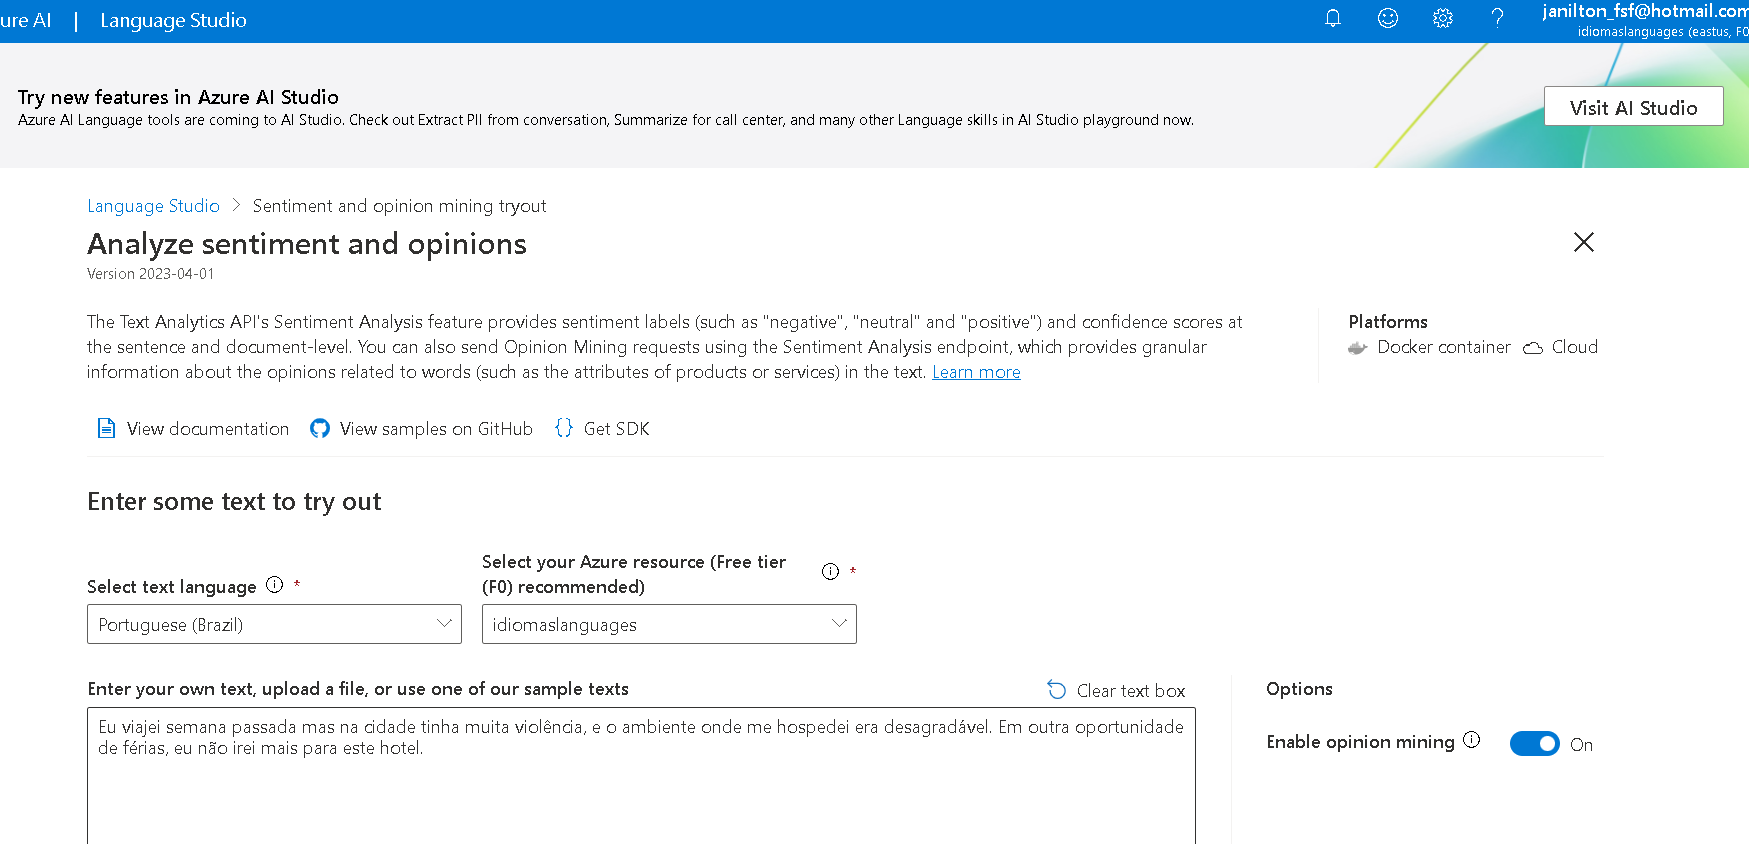 ure AI | Language Studio
janilton_fsf@hotmail.com
idiomaslanguages (eastus, F0
Try new features in Azure AI Studio
Azure AI Language tools are coming to AI Studio. Check out Extract PII from conversation, Summarize for call center, and many other Language skills in AI Studio playground now.
Visit AI Studio
Language Studio > Sentiment and opinion mining tryout
Analyze sentiment and opinions
Version 2023-04-01
The Text Analytics API's Sentiment Analysis feature provides sentiment labels (such as "negative", "neutral" and "positive") and confidence scores at
the sentence and document-level. You can also send Opinion Mining requests using the Sentiment Analysis endpoint, which provides granular
information about the opinions related to words (such as the attributes of products or services) in the text. Learn more
Platforms
Docker container Cloud
View documentation View samples on GitHub {} Get SDK
Enter some text to try out
Select text language *
Portuguese (Brazil)
Select your Azure resource (Free tier
(F0) recommended) *
idiomaslanguages
Enter your own text, upload a file, or use one of our sample texts
Clear text box
Eu viajei semana passada mas na cidade tinha muita violência, e o ambiente onde me hospedei era desagradável. Em outra oportunidade
de férias, eu não irei mais para este hotel.
Options
Enable opinion mining On